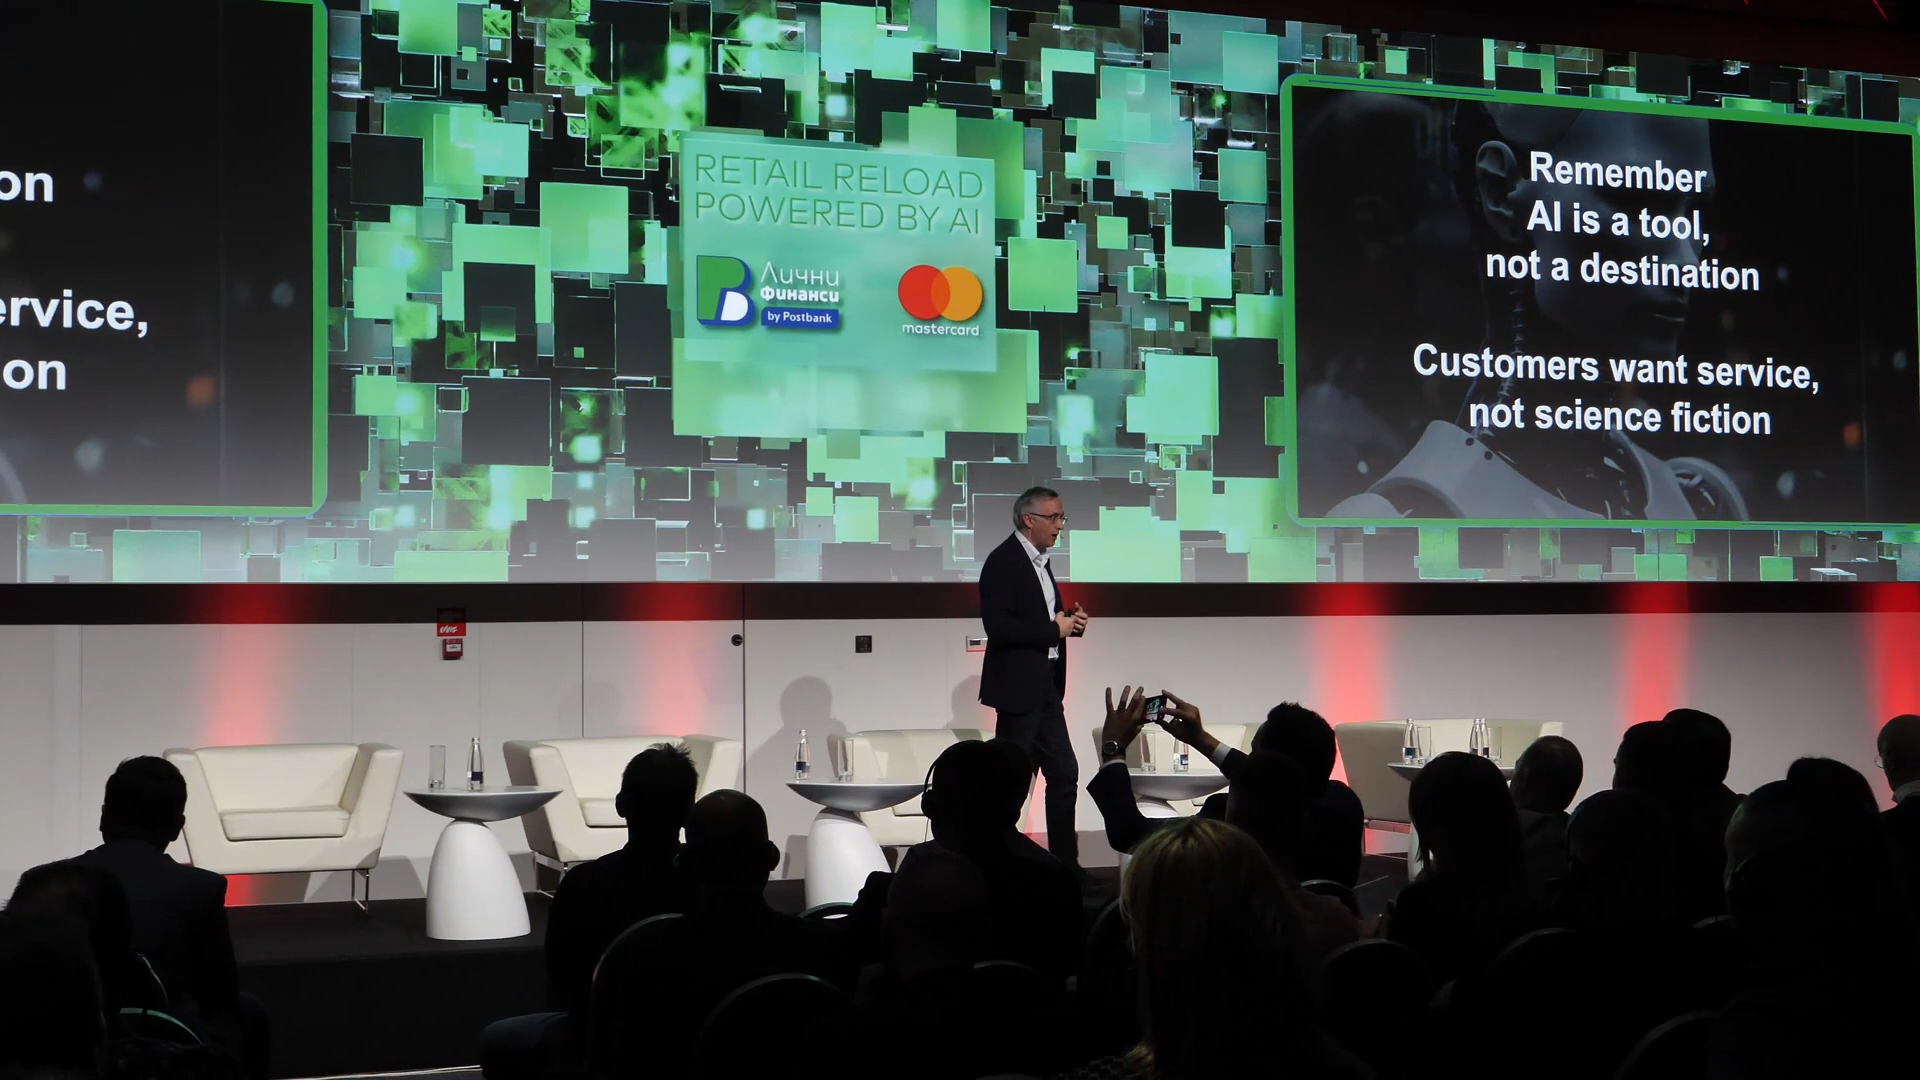 on
ervice,
on
RETAIL RELOAD
POWERED BY AI
Лични
Финанси
by Postbank
mastercard
Remember
AI is a tool,
not a destination
Customers want service,
not science fiction